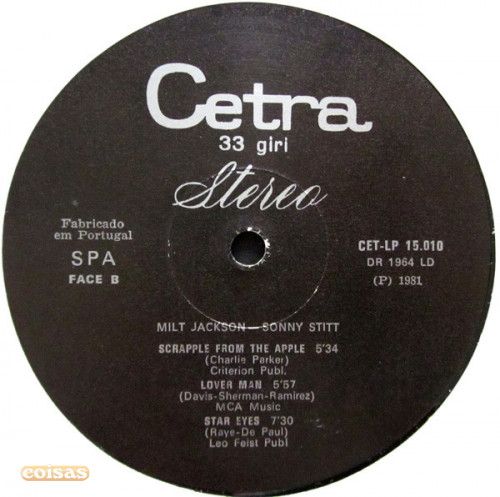 Cetra
33 giri
Stereo
Fabricado
em Portugal
SPA
FACE B
CET-LP 15.010
DR 1964 LD
(P) 1981
MILT JACKSON—SONNY STITT
SCRAPPLE FROM THE APPLE 5'34
(Charlie Parker)
Criterion Publ.
LOVER MAN 5'57
(Davis-Sherman-Ramirez)
MCA Music
STAR EYES 7'30
(Raye-De Paul)
Leo Feist Publ
coisas